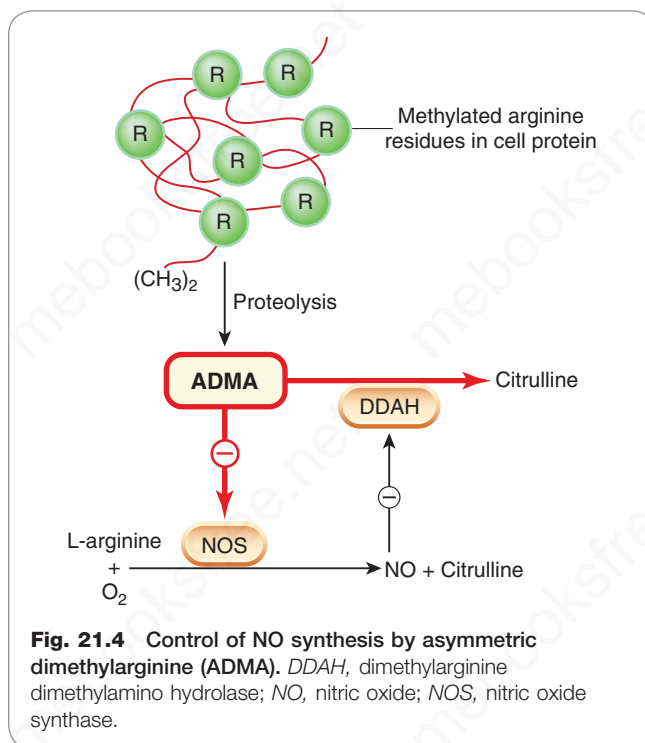 R
R
R
R
R
R
R
Methylated arginine
residues in cell protein
(CH₃)₂
Proteolysis
ADMA
Citrulline
DDAH
−
−
L-arginine
NOS
+
NO + Citrulline
O₂
Fig. 21.4 Control of NO synthesis by asymmetric
dimethylarginine (ADMA). DDAH, dimethylarginine
dimethylamino hydrolase; NO, nitric oxide; NOS, nitric oxide
synthase.
mebooksfree.net